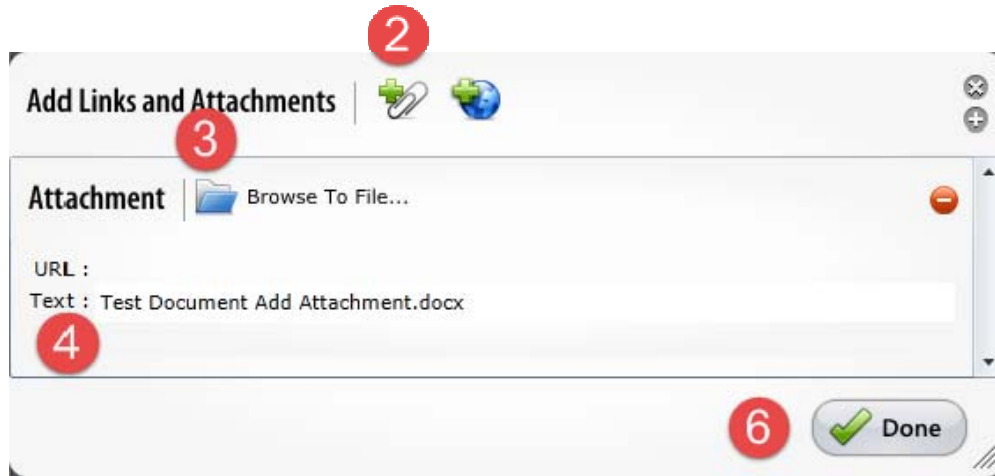 2
Add Links and Attachments
3
Attachment Browse To File...
URL :
Text : Test Document Add Attachment.docx
4
6 Done